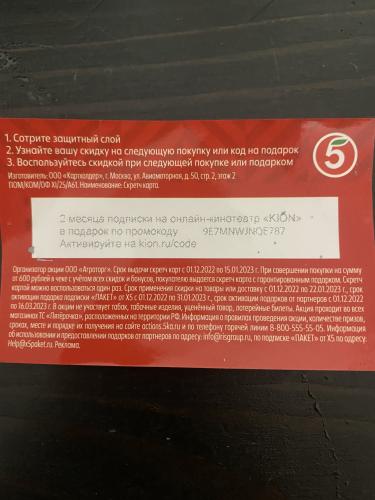 1. Сотрите защитный слой
2. Узнайте вашу скидку на следующую покупку или код на подарок
3. Воспользуйтесь скидкой при следующей покупке или подарком
Изготовитель: ООО «Картхолдер», г. Москва, ул. Авиамоторная, д. 50, стр. 2, этаж 2
ПОМ/КОМ/ОФ XI/25/А61. Наименование: Скретч карта.
5
2 месяца подписки на онлайн-кинотеатр «KION»
в подарок по промокоду 9E7MNWJNQE787
Активируйте на kion.ru/code
Организатор акции ООО «Агроторг». Срок выдачи скретч карт с 01.12.2022 по 15.01.2023 г. При совершении покупки на сумму
от 600 рублей в чеке с учётом всех скидок и бонусов, покупателю выдается скретч карта с гарантированным подарком. Скретч
картой можно воспользоваться один раз. Срок применения скидки на товары или доставку с 01.12.2022 по 22.01.2023 г., срок
активации подарка подписки «ПАКЕТ» от Х5 с 01.12.2022 по 31.01.2023 г., срок активации подарков от партнеров с 01.12.2022
по 16.03.2023 г. В акции не участвует табак, табачные изделия, уценённый товар, лотерейные билеты. Акция проходит во всех
магазинах ТС «Пятёрочка», расположенных на территории РФ. Информация о правилах проведения акции, количестве призов,
сроках, месте и порядке их получения на сайте actions.5ka.ru и по телефону горячей линии 8-800-555-55-05. Информация
об использовании и предоставлении подарков от партнеров по адресу: info@risgroup.ru, по подписке «ПАКЕТ» от Х5 по адресу
Help@x5paket.ru. Реклама.